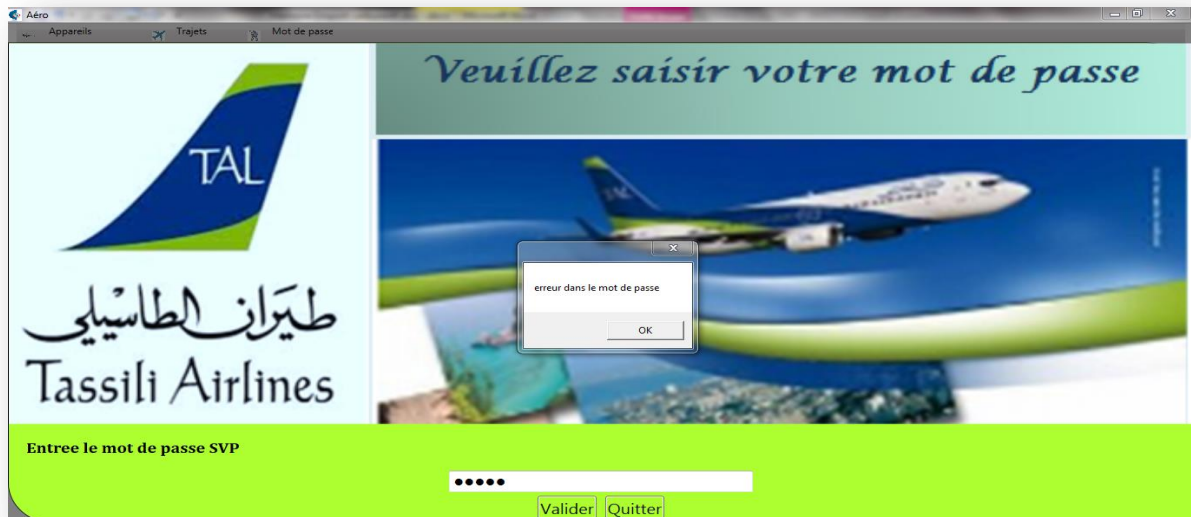 Aéro
Appareils Trajets Mot de passe
Veuillez saisir votre mot de passe
TAL
TAL
طيران الطاسيلي
Tassili Airlines
erreur dans le mot de passe
OK
Entree le mot de passe SVP
Valider Quitter